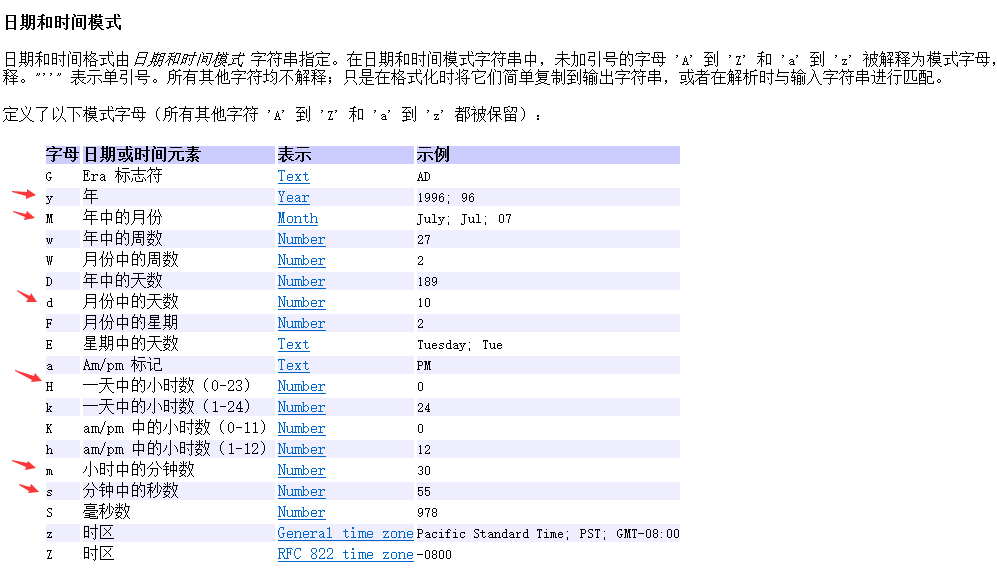 日期和时间模式
日期和时间格式由 日期和时间模式 字符串指定。在日期和时间模式字符串中，未加引号的字母 'A' 到 'Z' 和 'a' 到 'z' 被解释为模式字母，
释。"''" 表示单引号。所有其他字符均不解释；只是在格式化时将它们简单复制到输出字符串，或者在解析时与输入字符串进行匹配。
定义了以下模式字母（所有其他字符 'A' 到 'Z' 和 'a' 到 'z' 都被保留）：
字母 日期或时间元素 表示 示例
G Era 标志符 Text AD
y 年 Year 1996; 96
M 年中的月份 Month July; Jul; 07
w 年中的周数 Number 27
W 月份中的周数 Number 2
D 年中的天数 Number 189
d 月份中的天数 Number 10
F 月份中的星期 Number 2
E 星期中的天数 Text Tuesday; Tue
a Am/pm 标记 Text PM
H 一天中的小时数（0-23） Number 0
k 一天中的小时数（1-24） Number 24
K am/pm 中的小时数（0-11） Number 0
h am/pm 中的小时数（1-12） Number 12
m 小时中的分钟数 Number 30
s 分钟中的秒数 Number 55
S 毫秒数 Number 978
z 时区 General time zone Pacific Standard Time; PST; GMT-08:00
Z 时区 RFC 822 time zone -0800